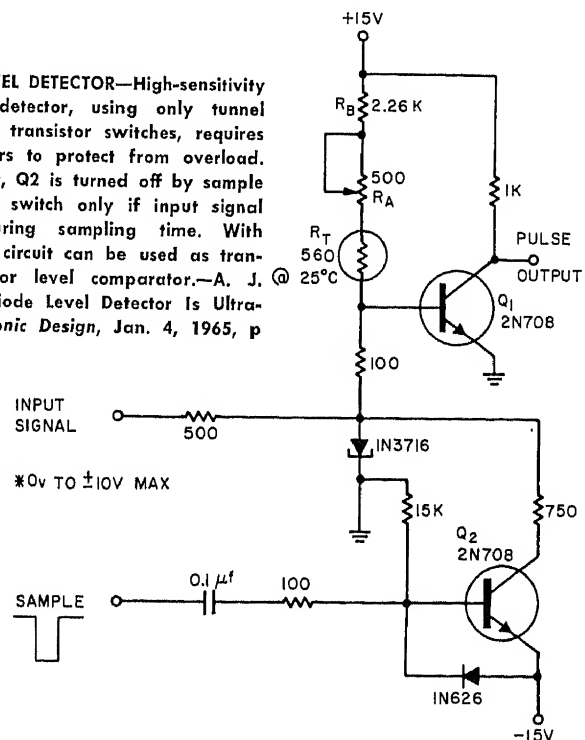 +15V
EL DETECTOR—High-sensitivity
detector, using only tunnel
transistor switches, requires
rs to protect from overload.
, Q2 is turned off by sample
switch only if input signal
uring sampling time. With
circuit can be used as tran-
or level comparator.—A. J.
iode Level Detector Is Ultra-
onic Design, Jan. 4, 1965, p
RB 2.26 K
500
RA
RT
560
@ 25°C
1K
PULSE
OUTPUT
Q1
2N708
100
INPUT
SIGNAL
500
IN3716
*0v TO ±10V MAX
15K
750
Q2
2N708
SAMPLE
0.1 μf
100
IN626
-15V